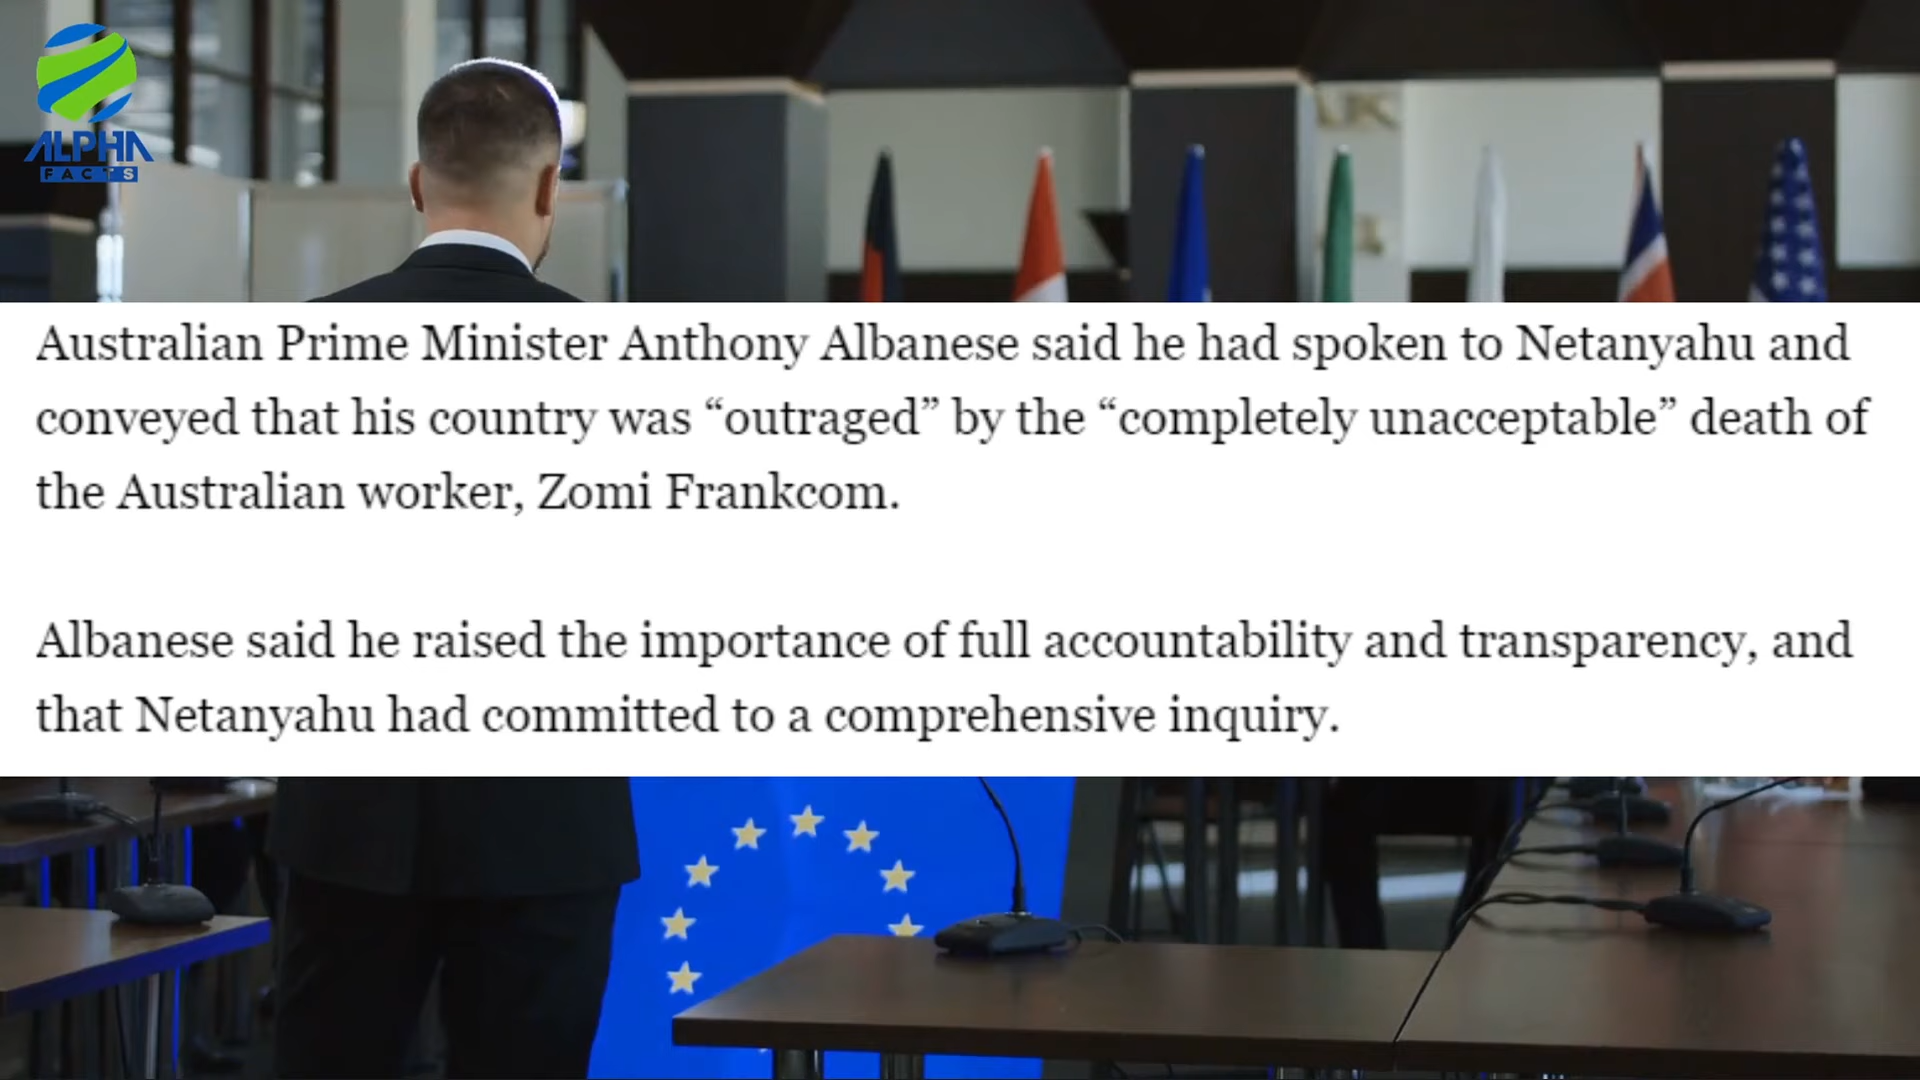 ALPHA
FACTS
Australian Prime Minister Anthony Albanese said he had spoken to Netanyahu and
conveyed that his country was “outraged” by the “completely unacceptable” death of
the Australian worker, Zomi Frankcom.
Albanese said he raised the importance of full accountability and transparency, and
that Netanyahu had committed to a comprehensive inquiry.